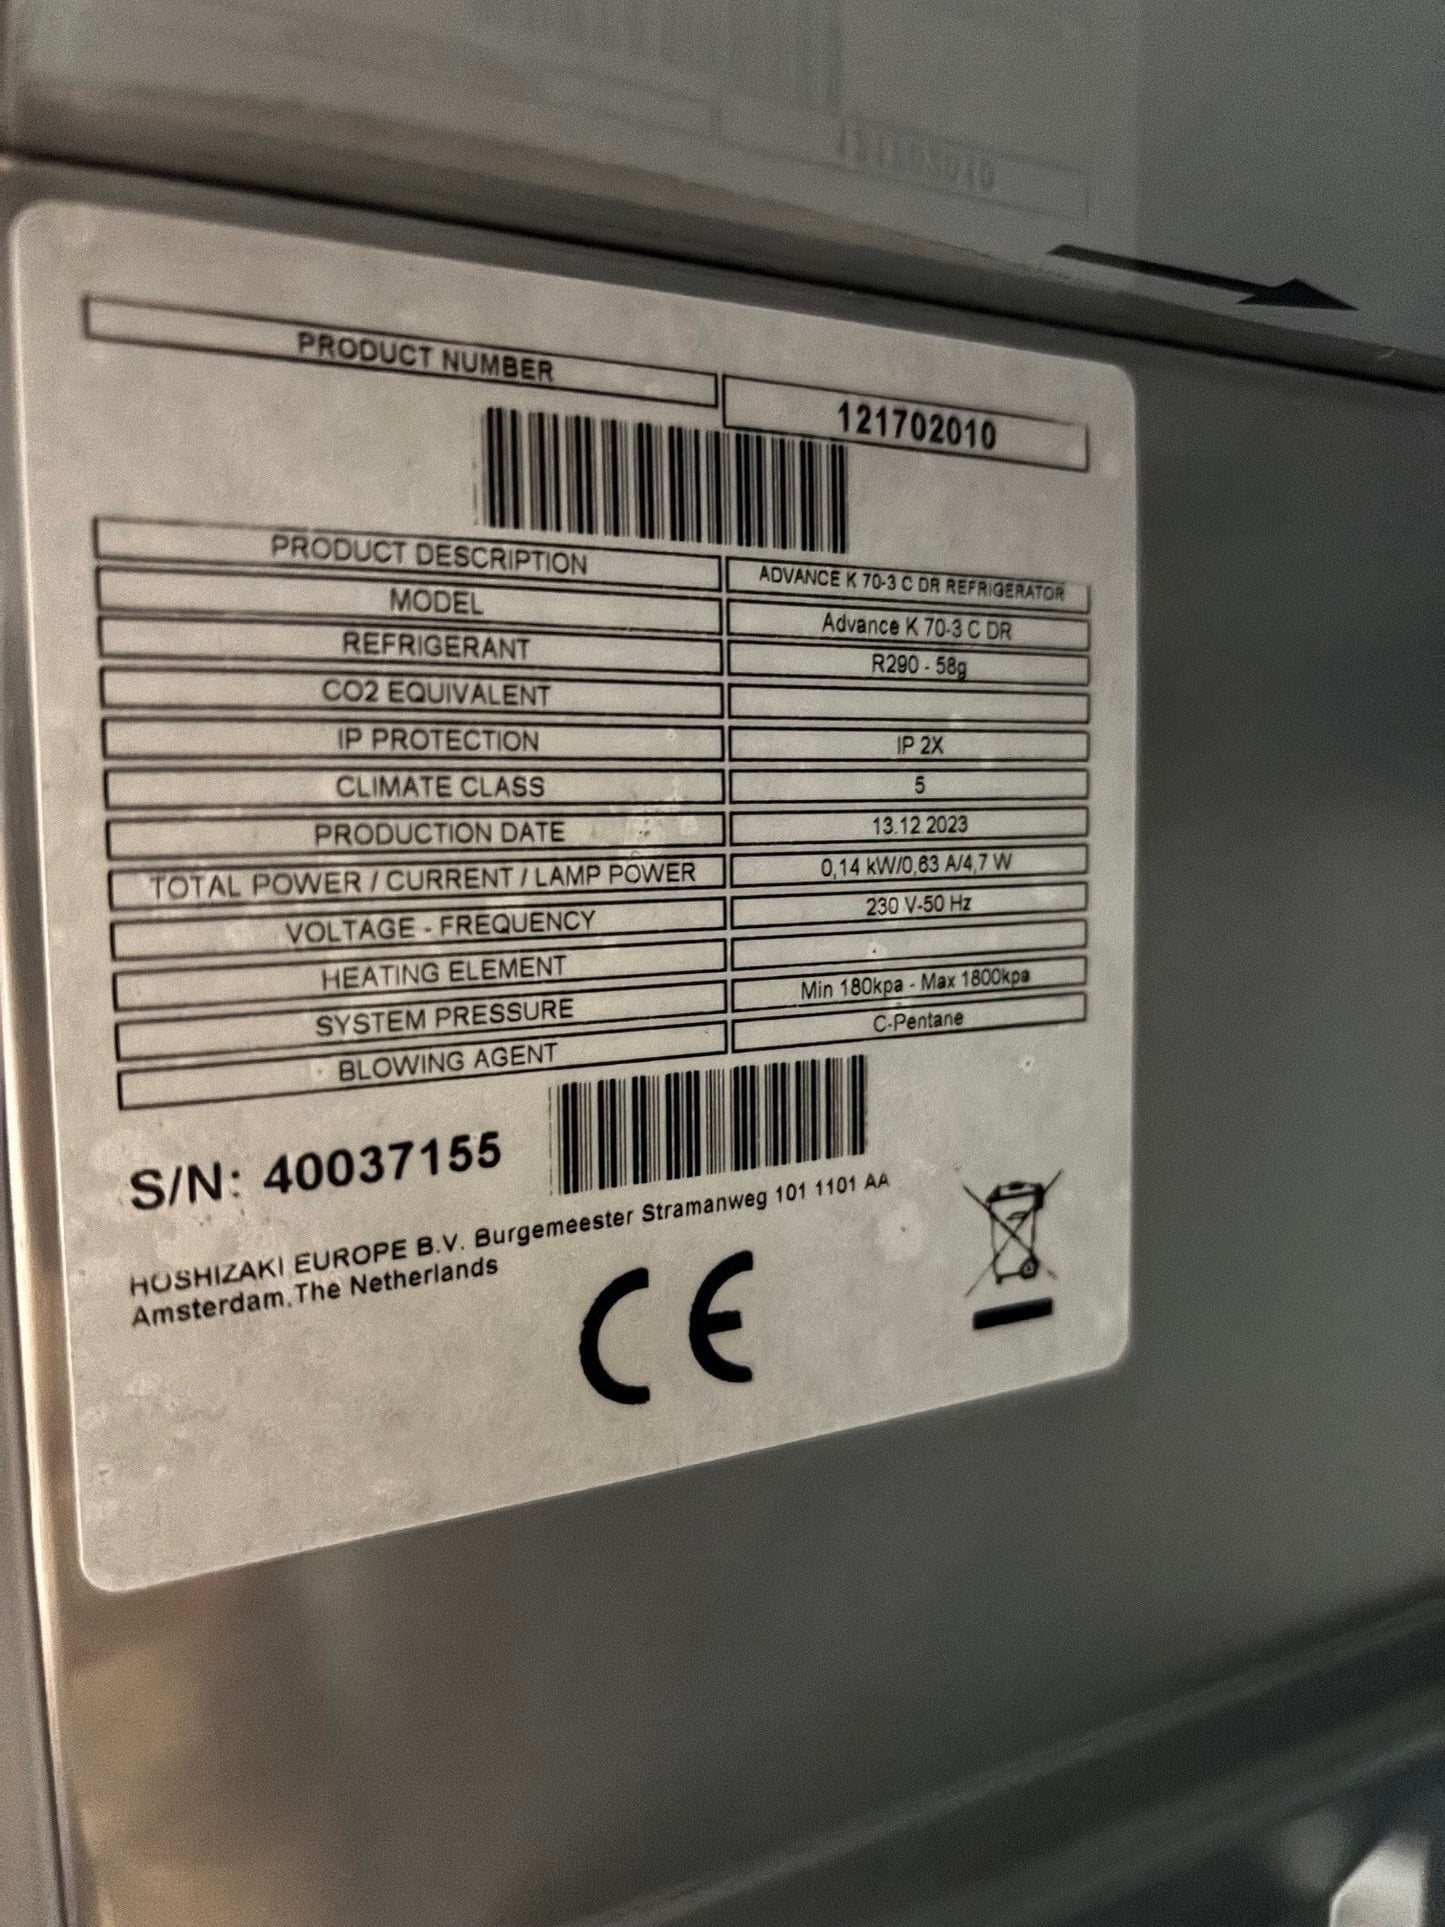 PRODUCT NUMBER 121702010
PRODUCT DESCRIPTION ADVANCE K 70-3 C DR REFRIGERATOR
MODEL Advance K 70-3 C DR
REFRIGERANT R290 - 58g
CO2 EQUIVALENT
IP PROTECTION IP 2X
CLIMATE CLASS 5
PRODUCTION DATE 13.12.2023
TOTAL POWER / CURRENT / LAMP POWER 0,14 kW/0,63 A/4,7 W
VOLTAGE - FREQUENCY 230 V-50 Hz
HEATING ELEMENT
SYSTEM PRESSURE Min 180kpa - Max 1800kpa
BLOWING AGENT C-Pentane
S/N: 40037155
HOSHIZAKI EUROPE B.V. Burgemeester Stramanweg 101 1101 AA
Amsterdam,The Netherlands
CE